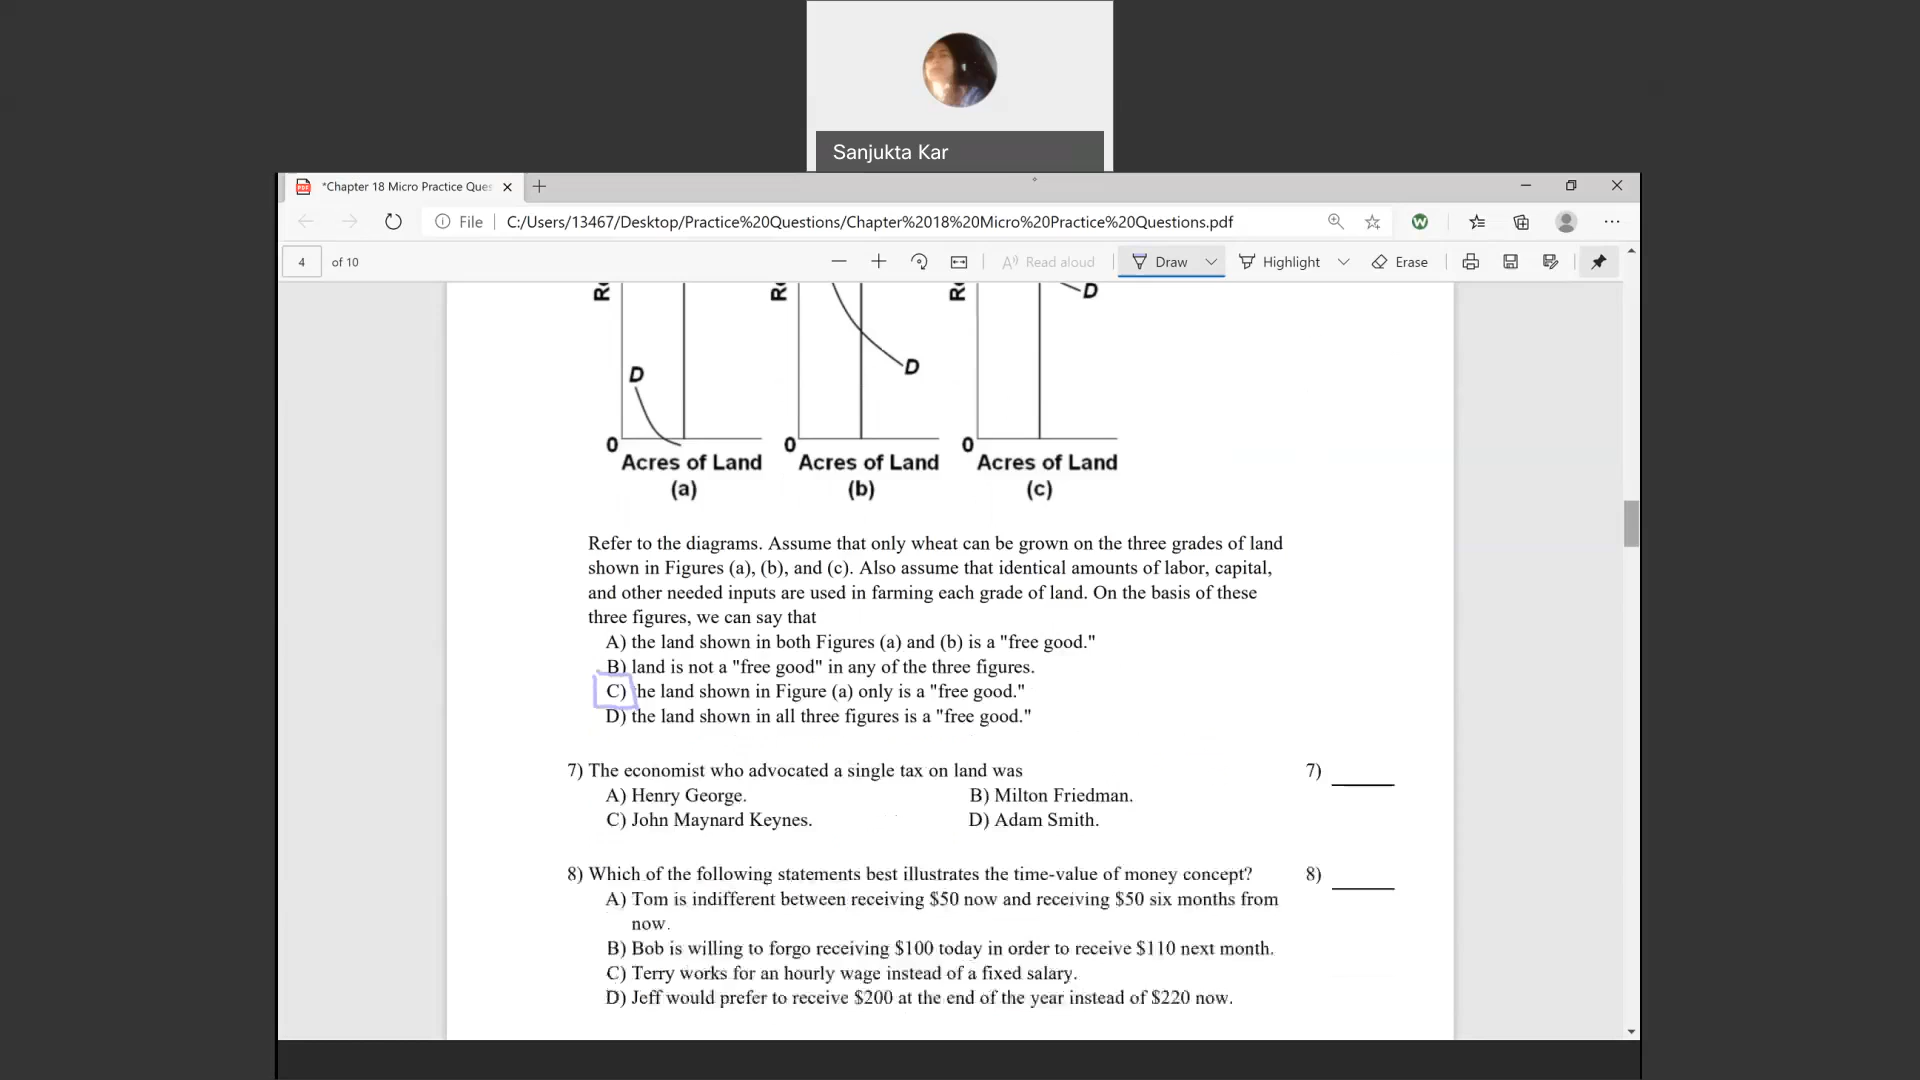 Sanjukta Kar
*Chapter 18 Micro Practice Ques
File
C:/Users/13467/Desktop/Practice%20Questions/Chapter%2018%20Micro%20Practice%20Questions.pdf
4 of 10
Read aloud
Draw
Highlight
Erase
D
D
D
0
0
0
Acres of Land
Acres of Land
Acres of Land
(a)
(b)
(c)
Refer to the diagrams. Assume that only wheat can be grown on the three grades of land
shown in Figures (a), (b), and (c). Also assume that identical amounts of labor, capital,
and other needed inputs are used in farming each grade of land. On the basis of these
three figures, we can say that
A) the land shown in both Figures (a) and (b) is a "free good."
B) land is not a "free good" in any of the three figures.
C) the land shown in Figure (a) only is a "free good."
D) the land shown in all three figures is a "free good."
7) The economist who advocated a single tax on land was 7)
A) Henry George. B) Milton Friedman.
C) John Maynard Keynes. D) Adam Smith.
8) Which of the following statements best illustrates the time-value of money concept? 8)
A) Tom is indifferent between receiving $50 now and receiving $50 six months from
now.
B) Bob is willing to forgo receiving $100 today in order to receive $110 next month.
C) Terry works for an hourly wage instead of a fixed salary.
D) Jeff would prefer to receive $200 at the end of the year instead of $220 now.